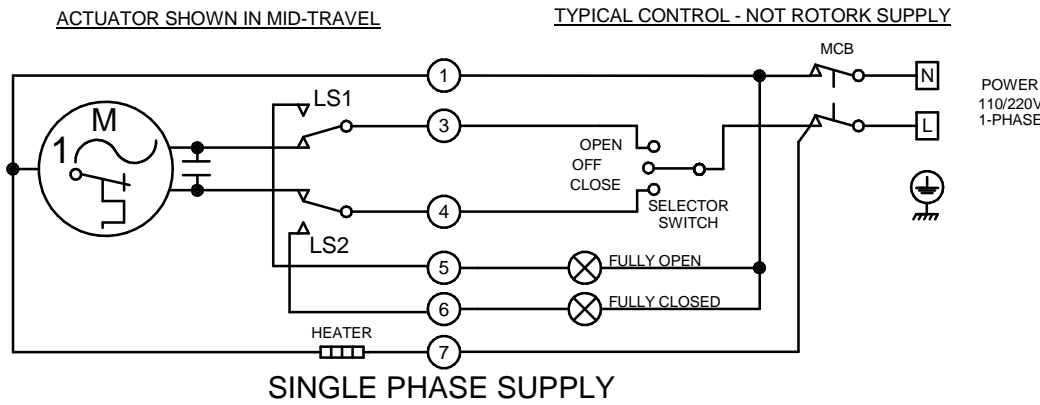 ACTUATOR SHOWN IN MID-TRAVEL
TYPICAL CONTROL - NOT ROTORK SUPPLY
MCB
1
N
POWER
110/220V
1-PHASE
LS1
3
L
M
1
OPEN
OFF
CLOSE
SELECTOR
SWITCH
4
LS2
5
FULLY OPEN
6
FULLY CLOSED
HEATER
7
SINGLE PHASE SUPPLY